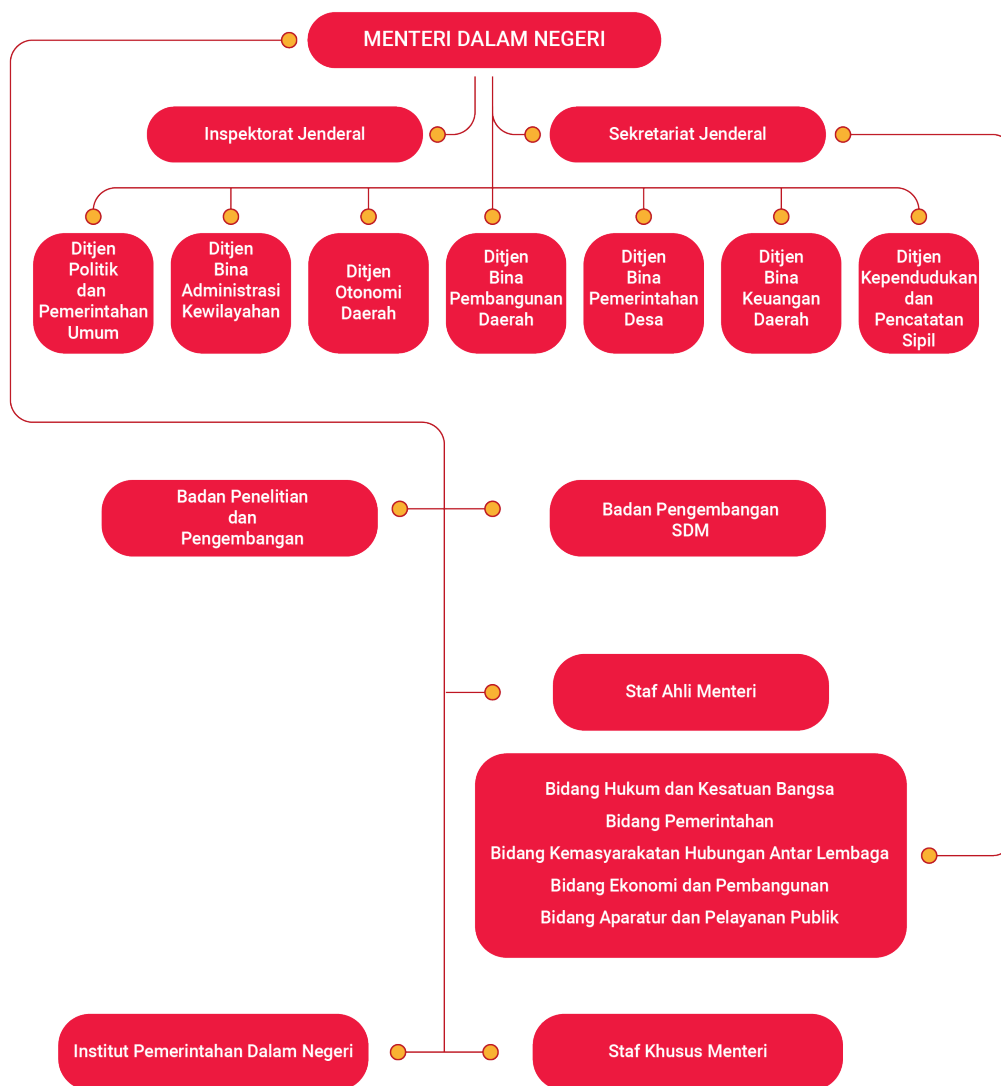 MENTERI DALAM NEGERI
Inspektorat Jenderal
Sekretariat Jenderal
Ditjen
Politik
dan
Pemerintahan
Umum
Ditjen
Bina
Administrasi
Kewilayahan
Ditjen
Otonomi
Daerah
Ditjen
Bina
Pembangunan
Daerah
Ditjen
Bina
Pemerintahan
Desa
Ditjen
Bina
Keuangan
Daerah
Ditjen
Kependudukan
dan
Pencatatan
Sipil
Badan Penelitian
dan
Pengembangan
Badan Pengembangan
SDM
Staf Ahli Menteri
Bidang Hukum dan Kesatuan Bangsa
Bidang Pemerintahan
Bidang Kemasyarakatan Hubungan Antar Lembaga
Bidang Ekonomi dan Pembangunan
Bidang Aparatur dan Pelayanan Publik
Institut Pemerintahan Dalam Negeri
Staf Khusus Menteri